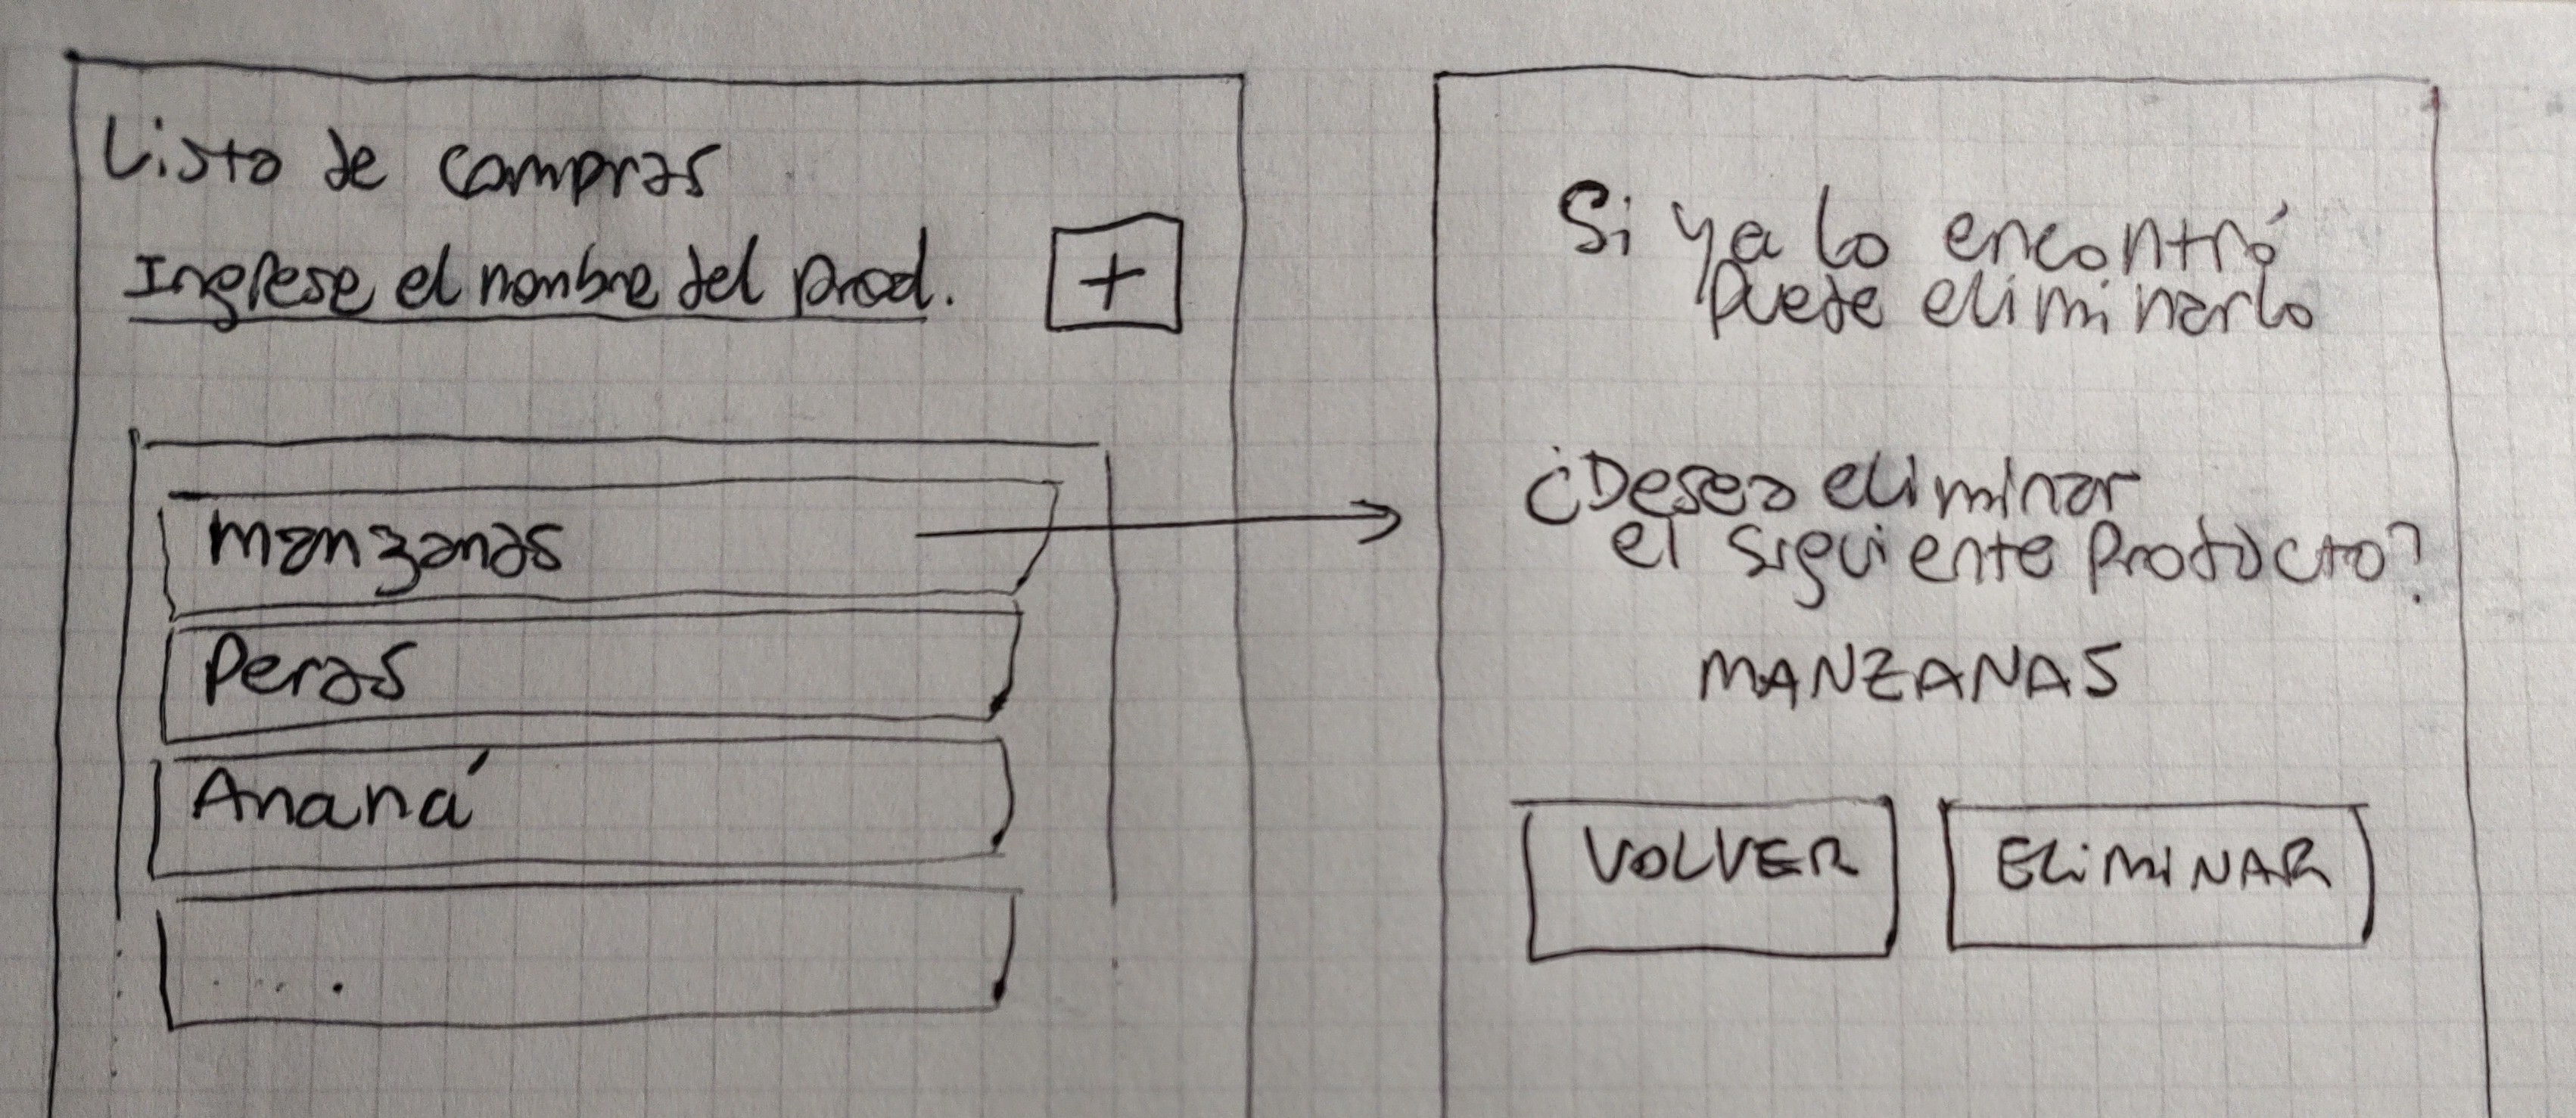 Lista de compras
Ingrese el nombre del prod.
+
manzanas
Peras
Ananá
....
Si ya lo encontró
Puede eliminarlo
¿Desea eliminar
el siguiente Producto?
MANZANAS
VOLVER
ELIMINAR